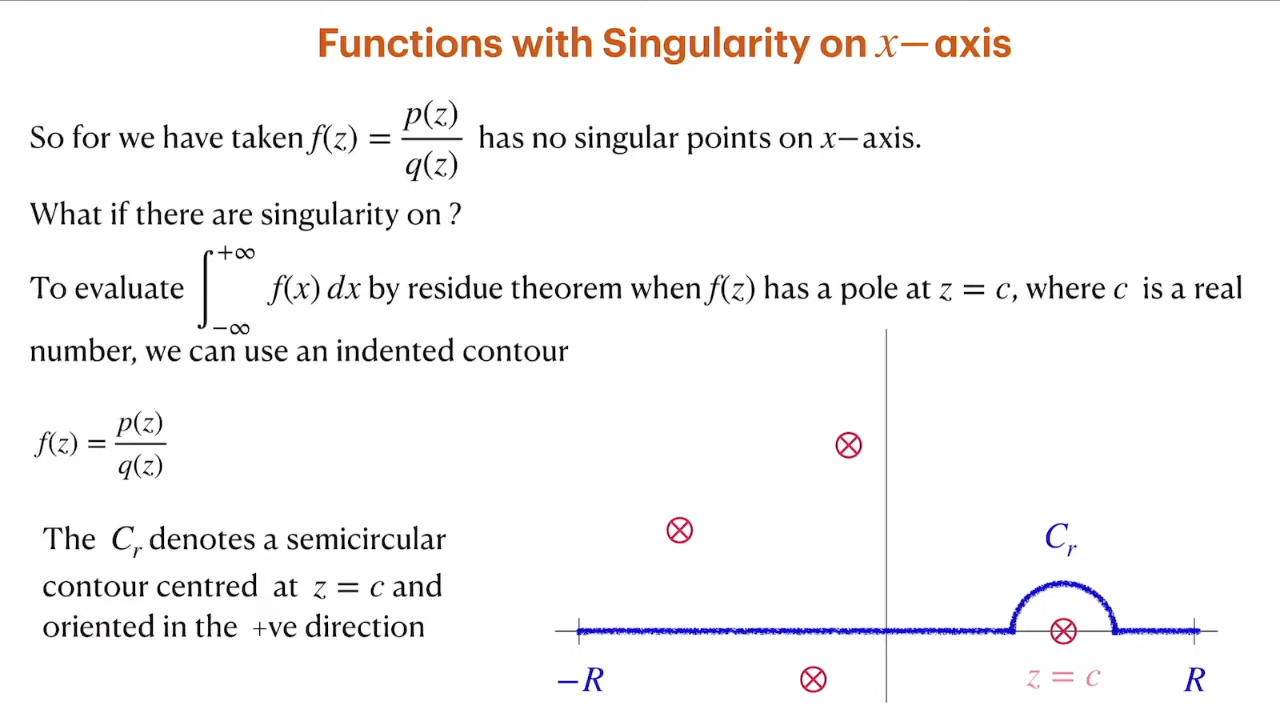 Functions with Singularity on x−axis
So for we have taken f(z) = p(z)/q(z) has no singular points on x−axis.
What if there are singularity on ?
To evaluate ∫_{−∞}^{+∞} f(x) dx by residue theorem when f(z) has a pole at z = c, where c is a real
number, we can use an indented contour
f(z) = p(z)/q(z)
The C_r denotes a semicircular
contour centred at z = c and
oriented in the +ve direction
C_r
−R
z = c
R